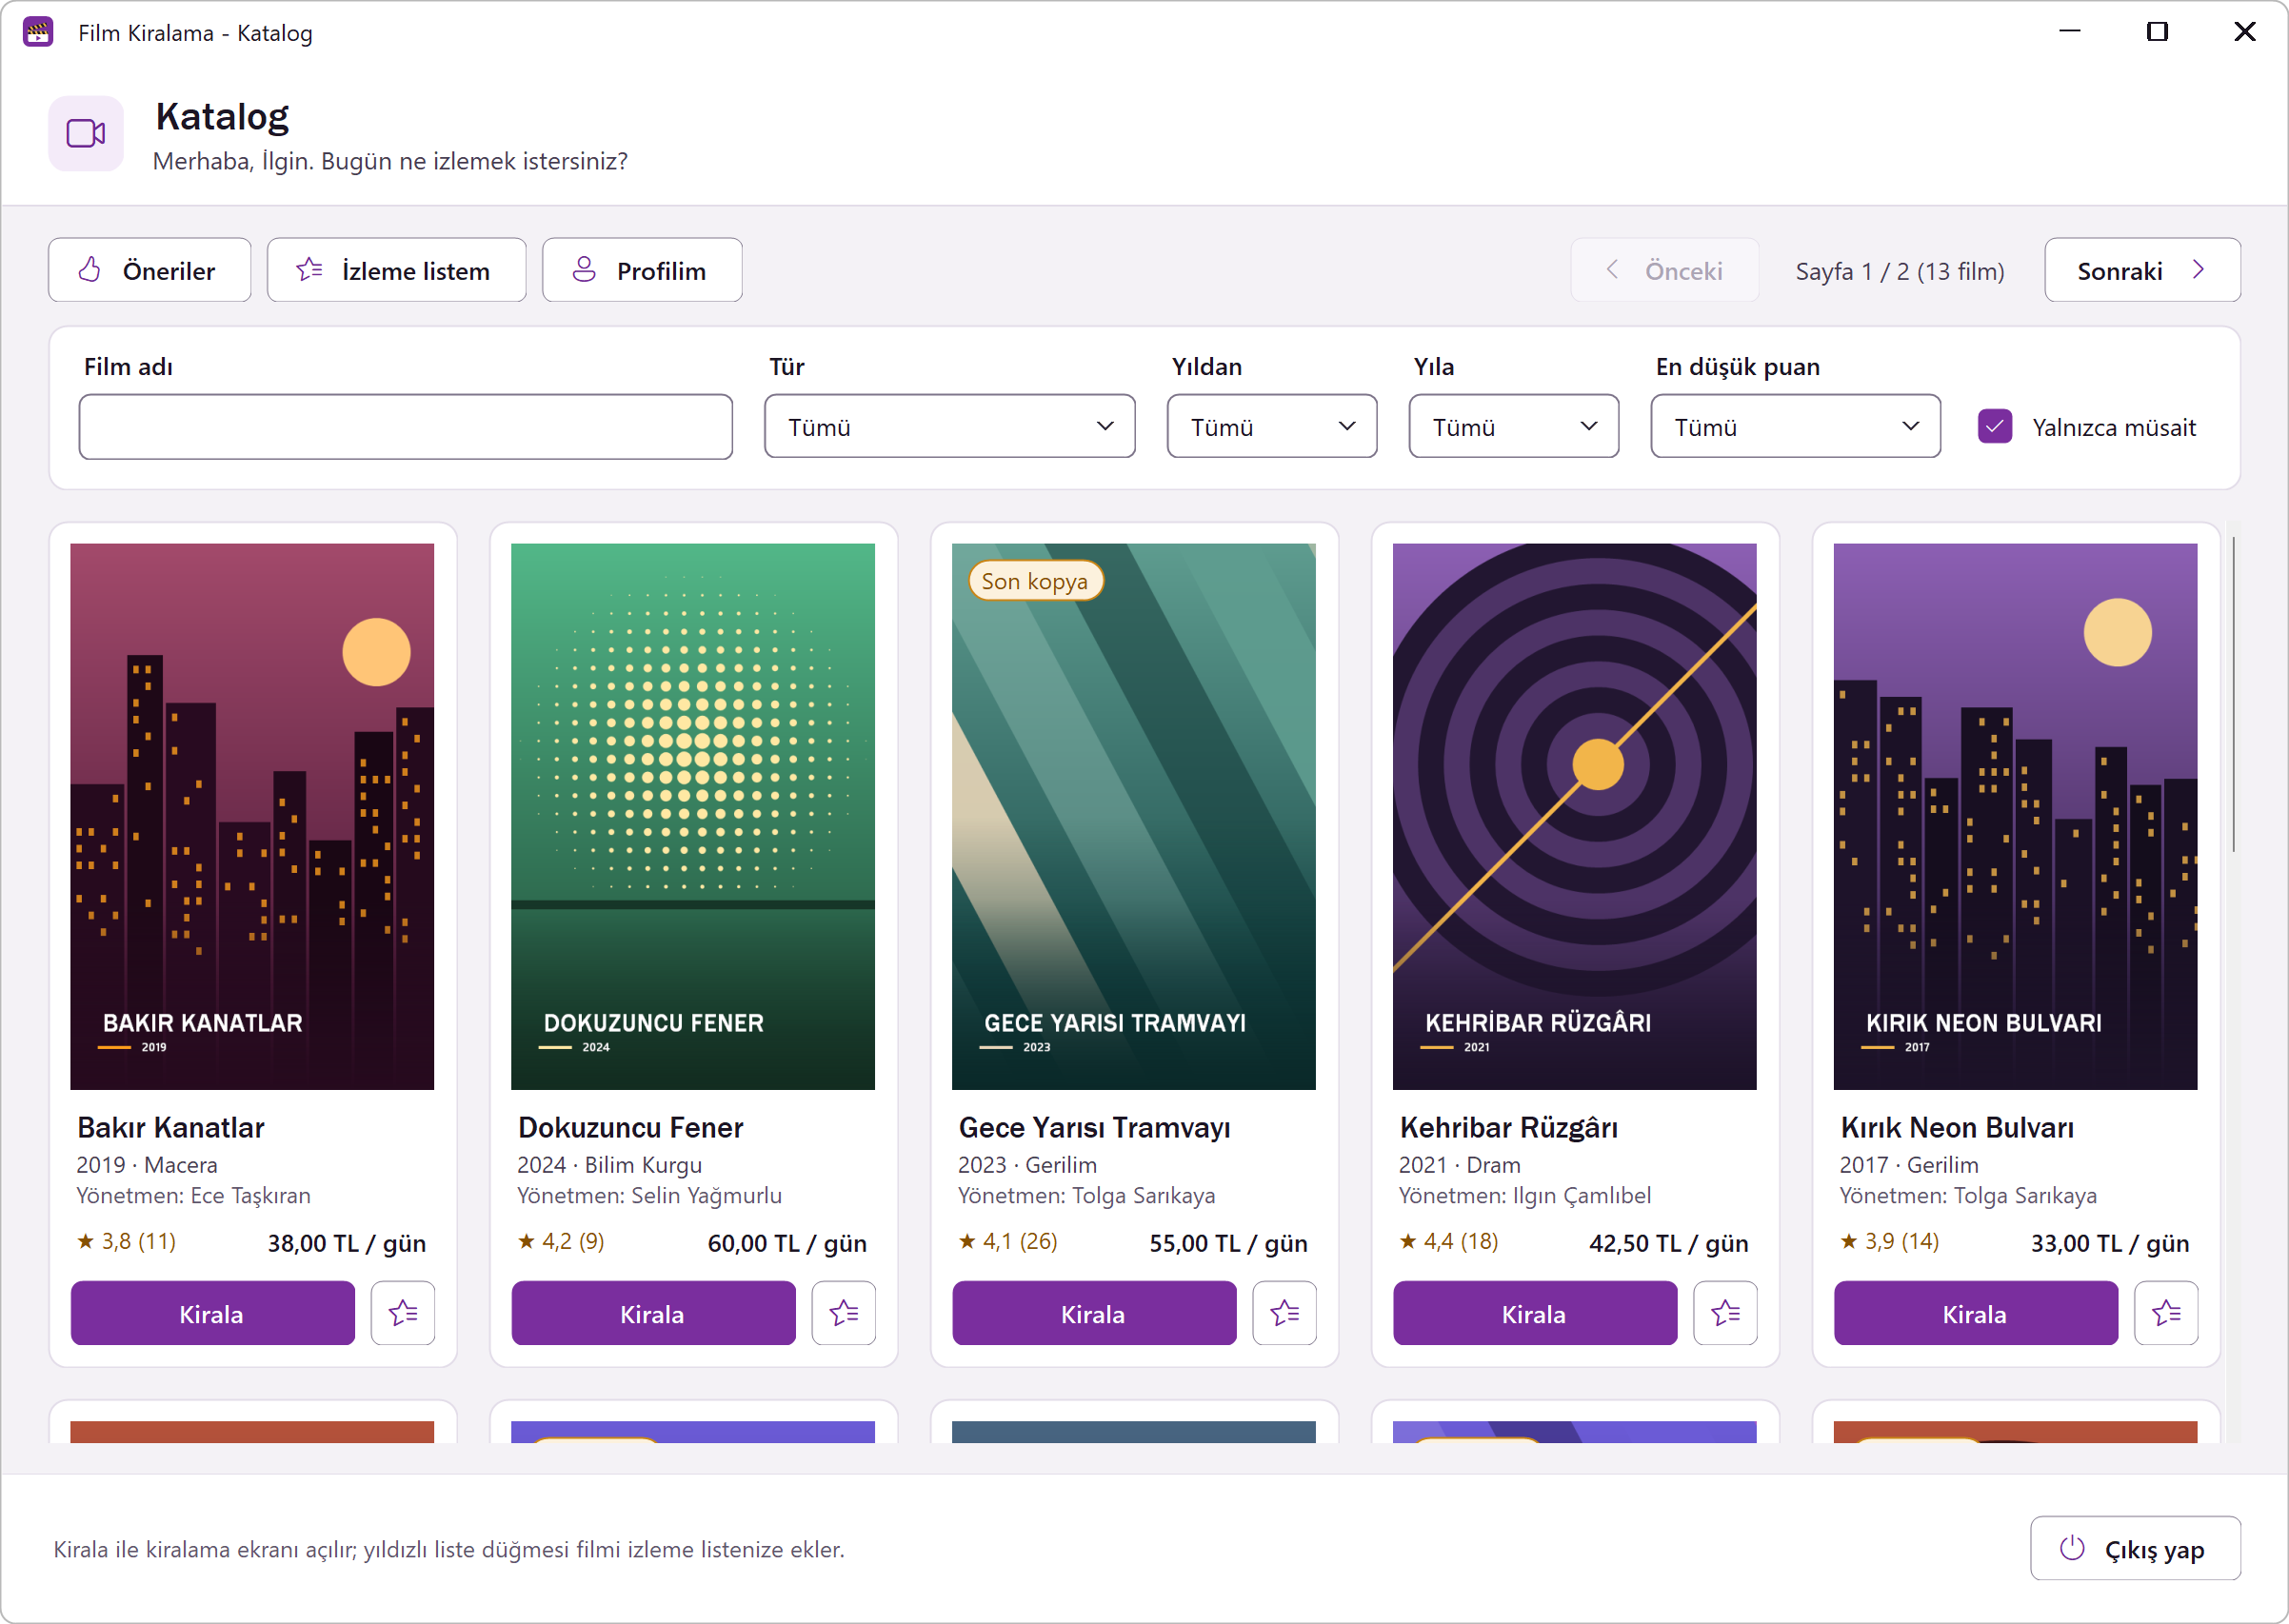 Film Kiralama - Katalog
Katalog
Merhaba, İlgin. Bugün ne izlemek istersiniz?
Öneriler
İzleme listem
Profilim
Önceki
Sayfa 1 / 2 (13 film)
Sonraki
Film adı
Tür
Yıldan
Yıla
En düşük puan
Tümü
Tümü
Tümü
Tümü
Yalnızca müsait
BAKIR KANATLAR
2019
Bakır Kanatlar
2019 · Macera
Yönetmen: Ece Taşkıran
★ 3,8 (11)
38,00 TL / gün
Kirala
DOKUZUNCU FENER
2024
Dokuzuncu Fener
2024 · Bilim Kurgu
Yönetmen: Selin Yağmurlu
★ 4,2 (9)
60,00 TL / gün
Kirala
Son kopya
GECE YARISI TRAMVAYI
2023
Gece Yarısı Tramvayı
2023 · Gerilim
Yönetmen: Tolga Sarıkaya
★ 4,1 (26)
55,00 TL / gün
Kirala
KEHRİBAR RÜZGÂRI
2021
Kehribar Rüzgârı
2021 · Dram
Yönetmen: Ilgın Çamlıbel
★ 4,4 (18)
42,50 TL / gün
Kirala
KIRIK NEON BULVARI
2017
Kırık Neon Bulvarı
2017 · Gerilim
Yönetmen: Tolga Sarıkaya
★ 3,9 (14)
33,00 TL / gün
Kirala
Kirala ile kiralama ekranı açılır; yıldızlı liste düğmesi filmi izleme listenize ekler.
Çıkış yap